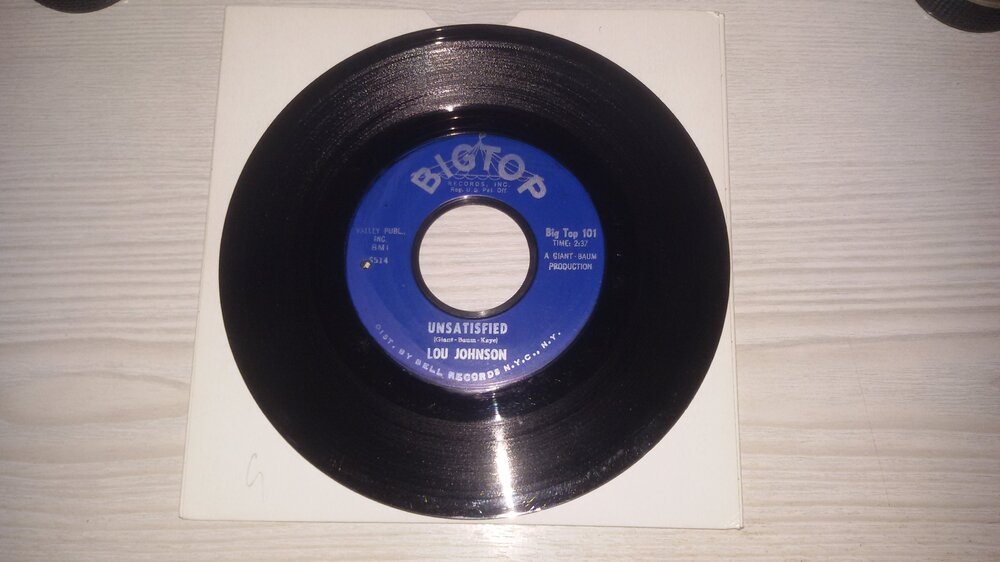 BIGTOP
RECORDS, INC.
Reg. U.S. Pat. Off.
VALLEY PUBL.,
INC.
BMI
6514
Big Top 101
TIME: 2:37
A GIANT-BAUM
PRODUCTION
UNSATISFIED
(Giant-Baum-Kaye)
LOU JOHNSON
DIST. BY BELL RECORDS N.Y.C., N.Y.